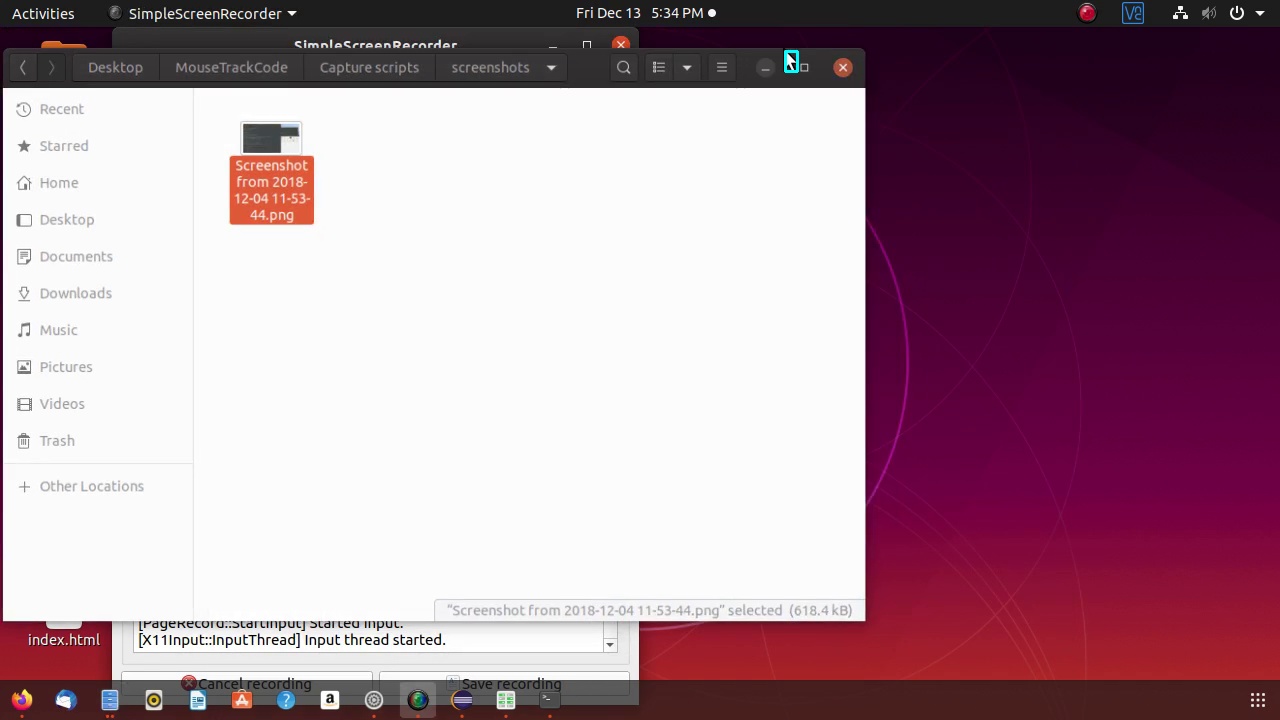 Activities
SimpleScreenRecorder
Fri Dec 13 5:34 PM
SimpleScreenRecorder
Desktop
MouseTrackCode
Capture scripts
screenshots
Recent
Starred
Home
Desktop
Documents
Downloads
Music
Pictures
Videos
Trash
Other Locations
Screenshot
from 2018-
12-04 11-53-
44.png
"Screenshot from 2018-12-04 11-53-44.png" selected (618.4 kB)
index.html
[PageRecord::StartInput] Started input.
[X11Input::InputThread] Input thread started.
Cancel recording
Save recording